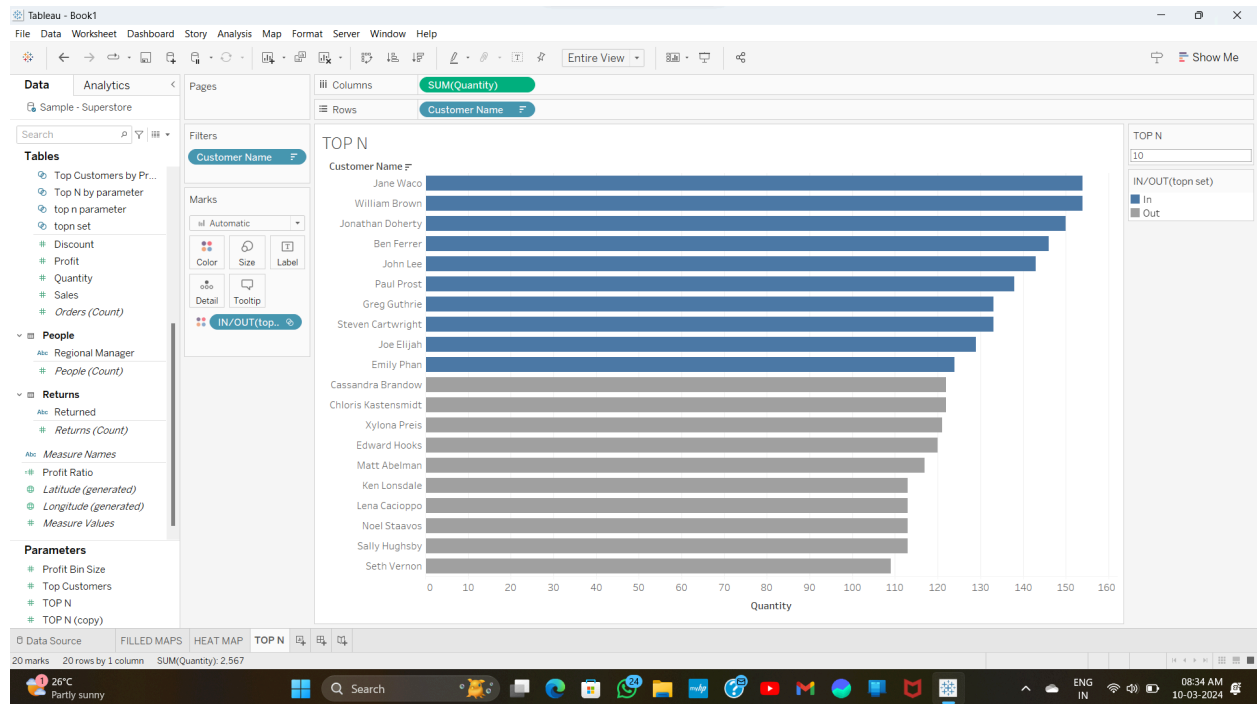 Tableau - Book1
File Data Worksheet Dashboard Story Analysis Map Format Server Window Help
Entire View
Show Me
Data Analytics
Sample - Superstore
Search
Tables
Top Customers by Pr...
Top N by parameter
top n parameter
topn set
Discount
Profit
Quantity
Sales
Orders (Count)
People
Abc Regional Manager
People (Count)
Returns
Abc Returned
Returns (Count)
Abc Measure Names
Profit Ratio
Latitude (generated)
Longitude (generated)
Measure Values
Parameters
Profit Bin Size
Top Customers
TOP N
TOP N (copy)
Pages
Filters
Customer Name
Marks
Automatic
Color Size Label
Detail Tooltip
IN/OUT(top..
Columns SUM(Quantity)
Rows Customer Name
TOP N
Customer Name
Jane Waco
William Brown
Jonathan Doherty
Ben Ferrer
John Lee
Paul Prost
Greg Guthrie
Steven Cartwright
Joe Elijah
Emily Phan
Cassandra Brandow
Chloris Kastensmidt
Xylona Preis
Edward Hooks
Matt Abelman
Ken Lonsdale
Lena Cacioppo
Noel Staavos
Sally Hughsby
Seth Vernon
0 10 20 30 40 50 60 70 80 90 100 110 120 130 140 150 160
Quantity
TOP N
10
IN/OUT(topn set)
In
Out
Data Source FILLED MAPS HEAT MAP TOP N
20 marks 20 rows by 1 column SUM(Quantity): 2,567
1
26°C
Partly sunny
Search
24
ENG
IN
08:34 AM
10-03-2024